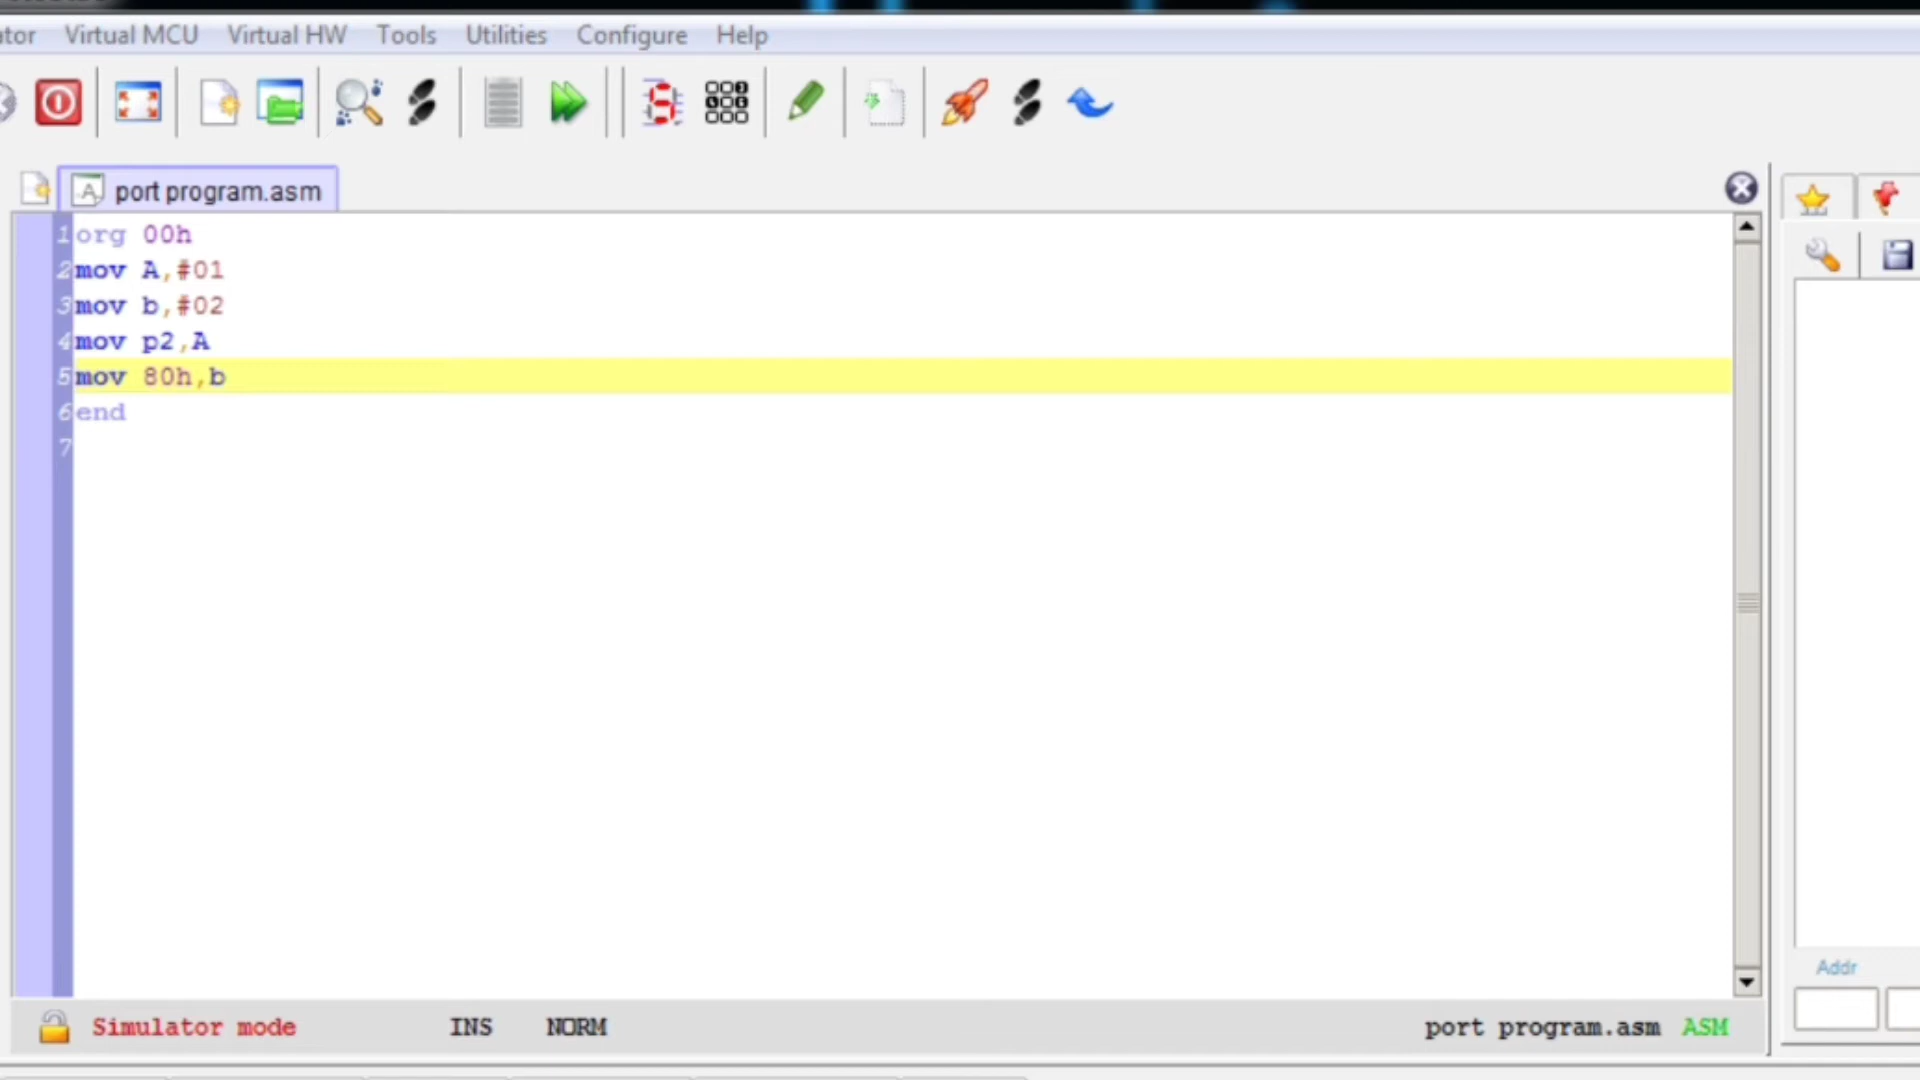 Virtual MCU Virtual HW Tools Utilities Configure Help
port program.asm
1 org 00h
2 mov A,#01
3 mov b,#02
4 mov p2,A
5 mov 80h,b
6 end
7
Addr
Simulator mode INS NORM port program.asm ASM